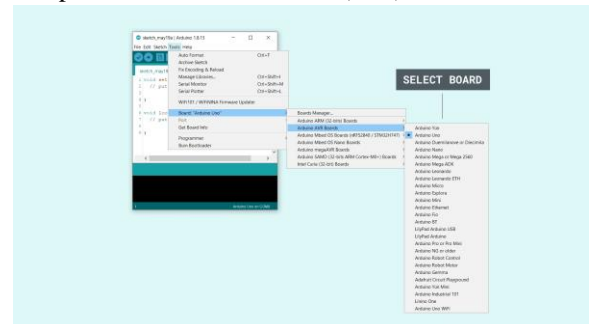 sketch_may15a | Arduino 1.8.13
File Edit Sketch Tools Help
Auto Format Ctrl+T
Archive Sketch
Fix Encoding & Reload
Manage Libraries... Ctrl+Shift+I
Serial Monitor Ctrl+Shift+M
Serial Plotter Ctrl+Shift+L
WiFi101 / WiFiNINA Firmware Updater
Board: "Arduino Uno"
Port
Get Board Info
Programmer
Burn Bootloader
Boards Manager...
Arduino ARM (32-bits) Boards
Arduino AVR Boards
Arduino Mbed OS Boards (nRF52840 / STM32H747)
Arduino Mbed OS Nano Boards
Arduino megaAVR Boards
Arduino SAMD (32-bits ARM Cortex-M0+) Boards
Intel Curie (32-bit) Boards
SELECT BOARD
Arduino Yún
Arduino Uno
Arduino Duemilanove or Diecimila
Arduino Nano
Arduino Mega or Mega 2560
Arduino Mega ADK
Arduino Leonardo
Arduino Leonardo ETH
Arduino Micro
Arduino Esplora
Arduino Mini
Arduino Ethernet
Arduino Fio
Arduino BT
LilyPad Arduino USB
LilyPad Arduino
Arduino Pro or Pro Mini
Arduino NG or older
Arduino Robot Control
Arduino Robot Motor
Arduino Gemma
Adafruit Circuit Playground
Arduino Yún Mini
Arduino Industrial 101
Linino One
Arduino Uno WiFi